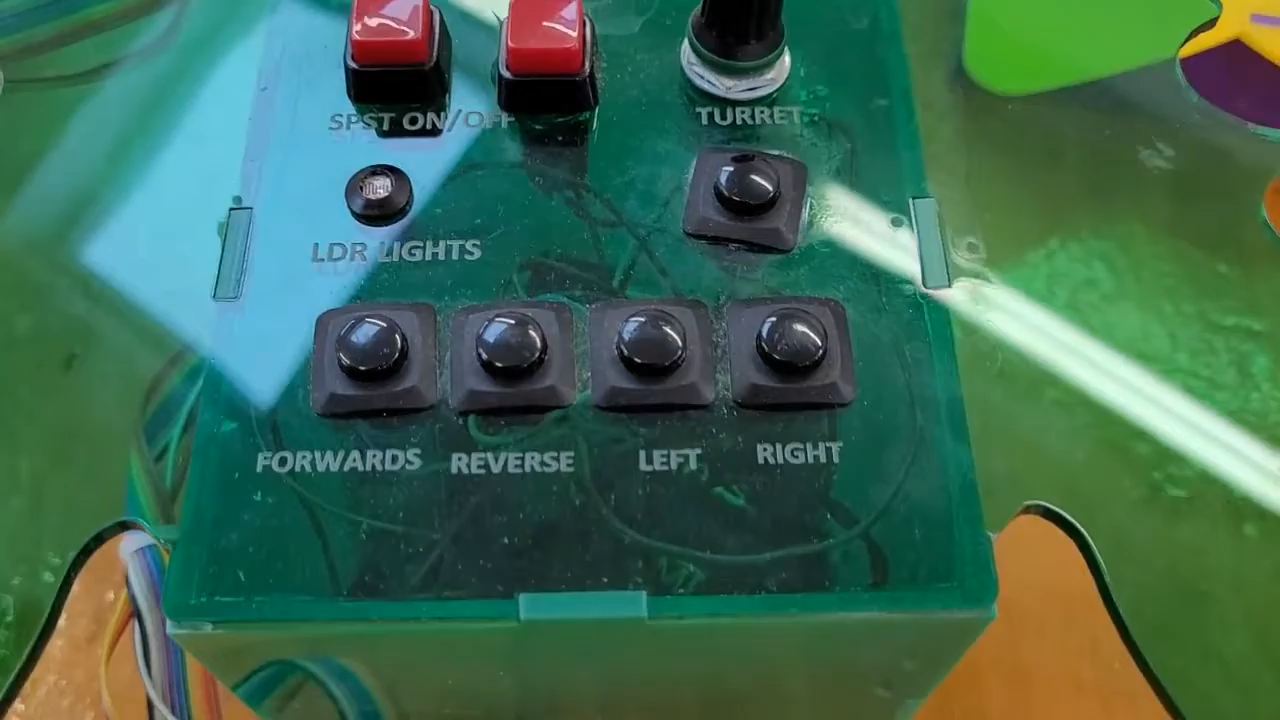 SPST ON/OFF
TURRET
LDR LIGHTS
FORWARDS
REVERSE
LEFT
RIGHT